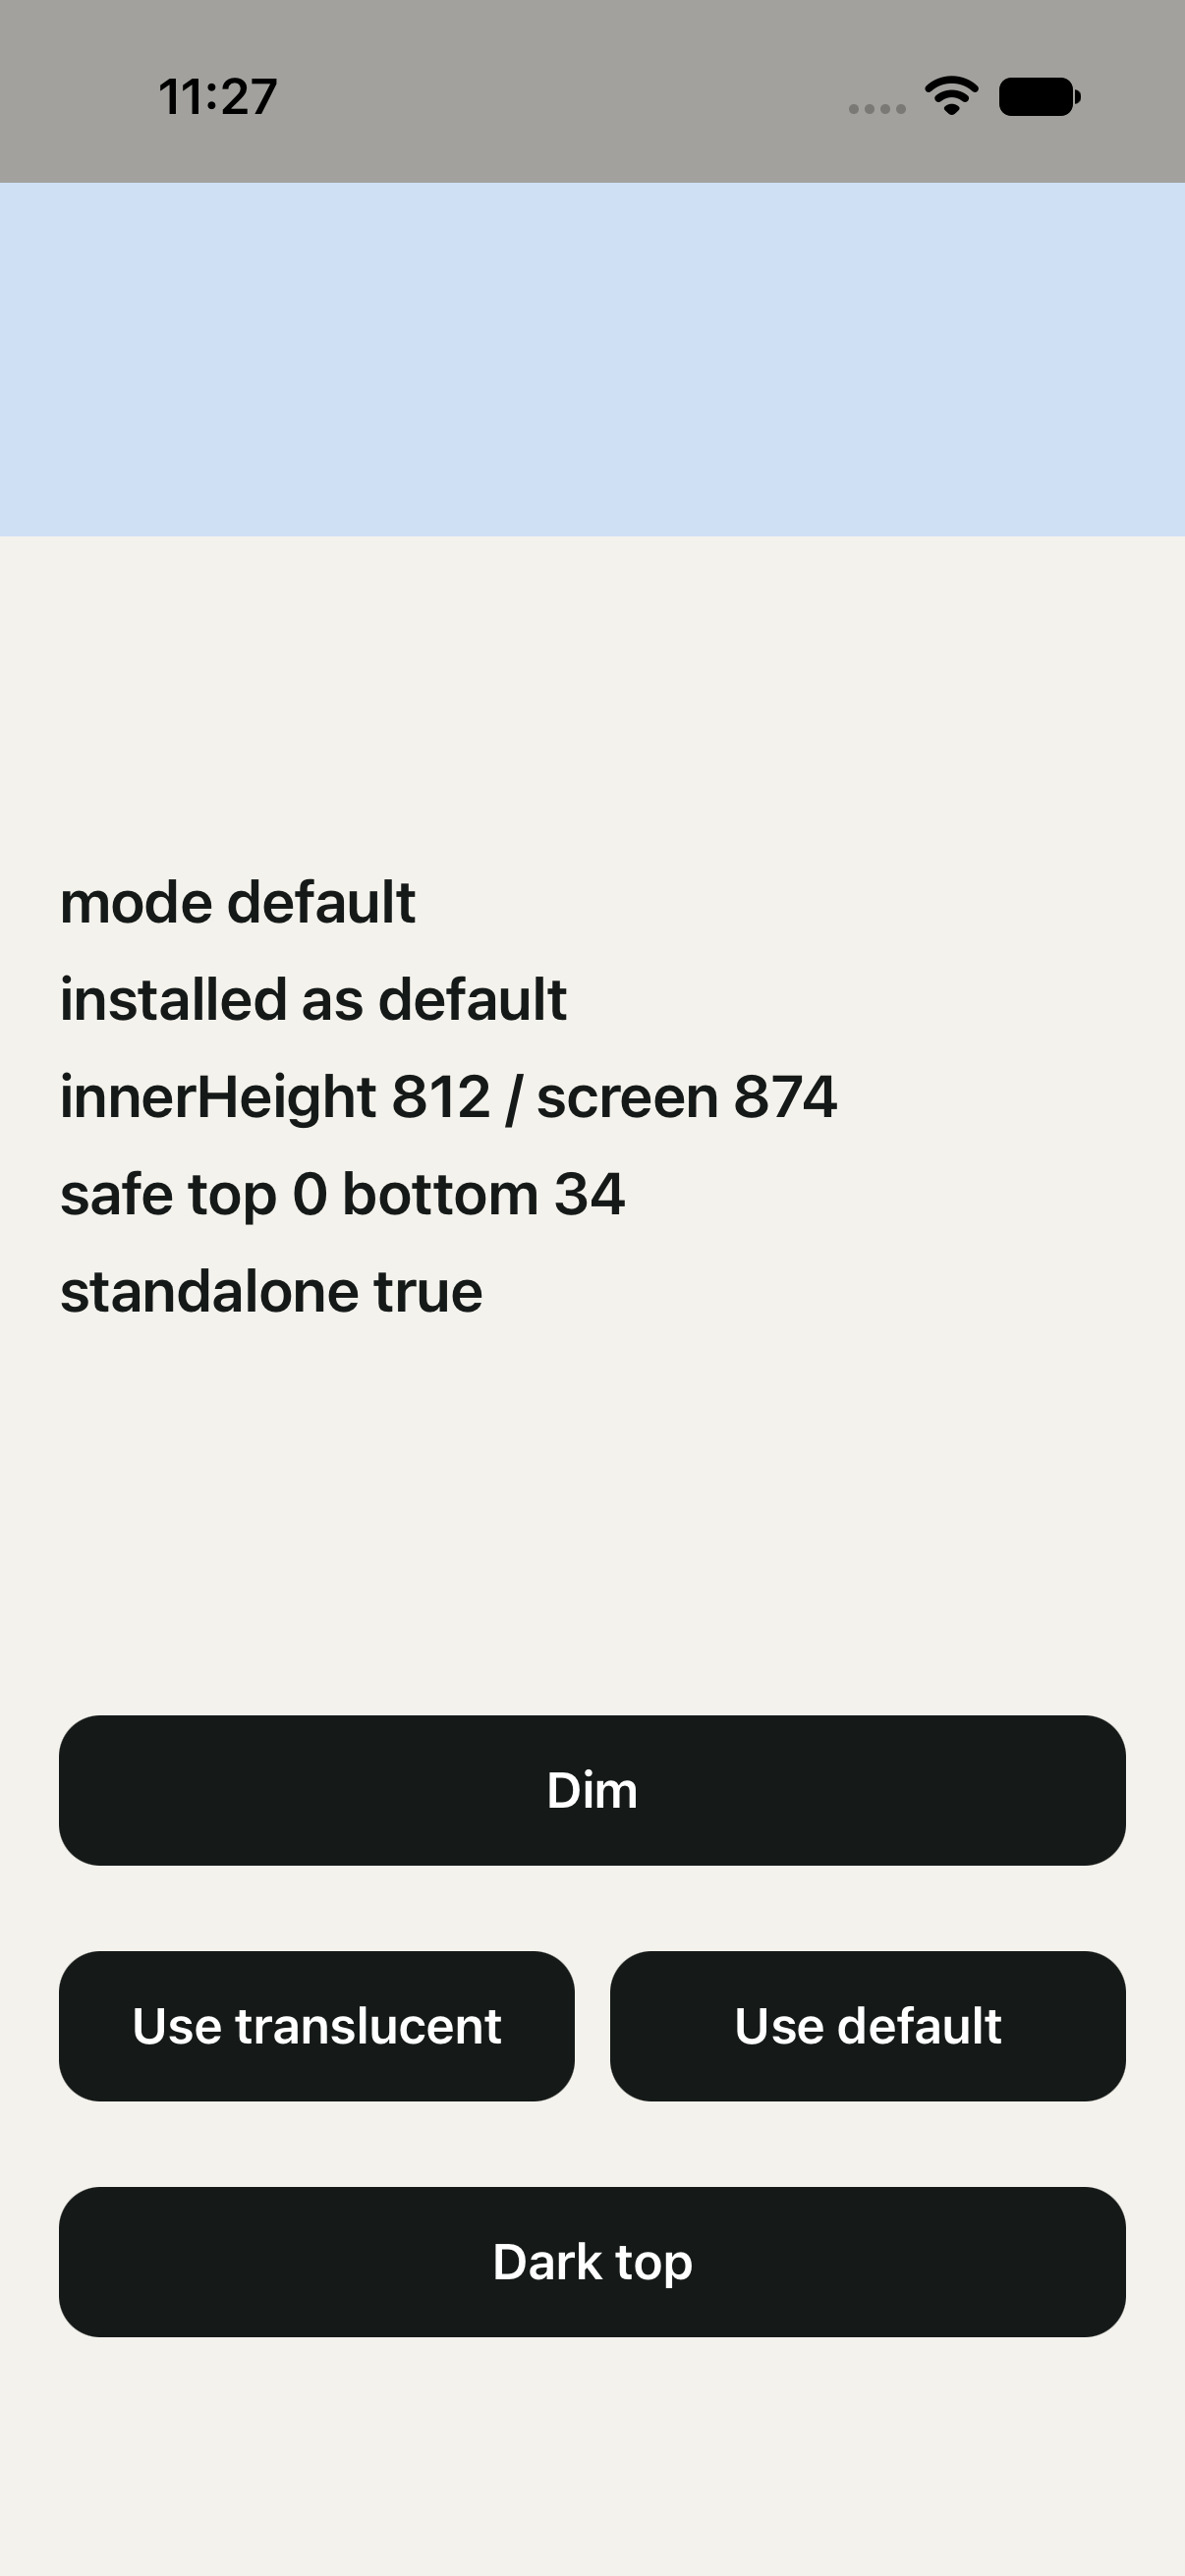 11:27
mode default
installed as default
innerHeight 812 / screen 874
safe top 0 bottom 34
standalone true
Dim
Use translucent
Use default
Dark top